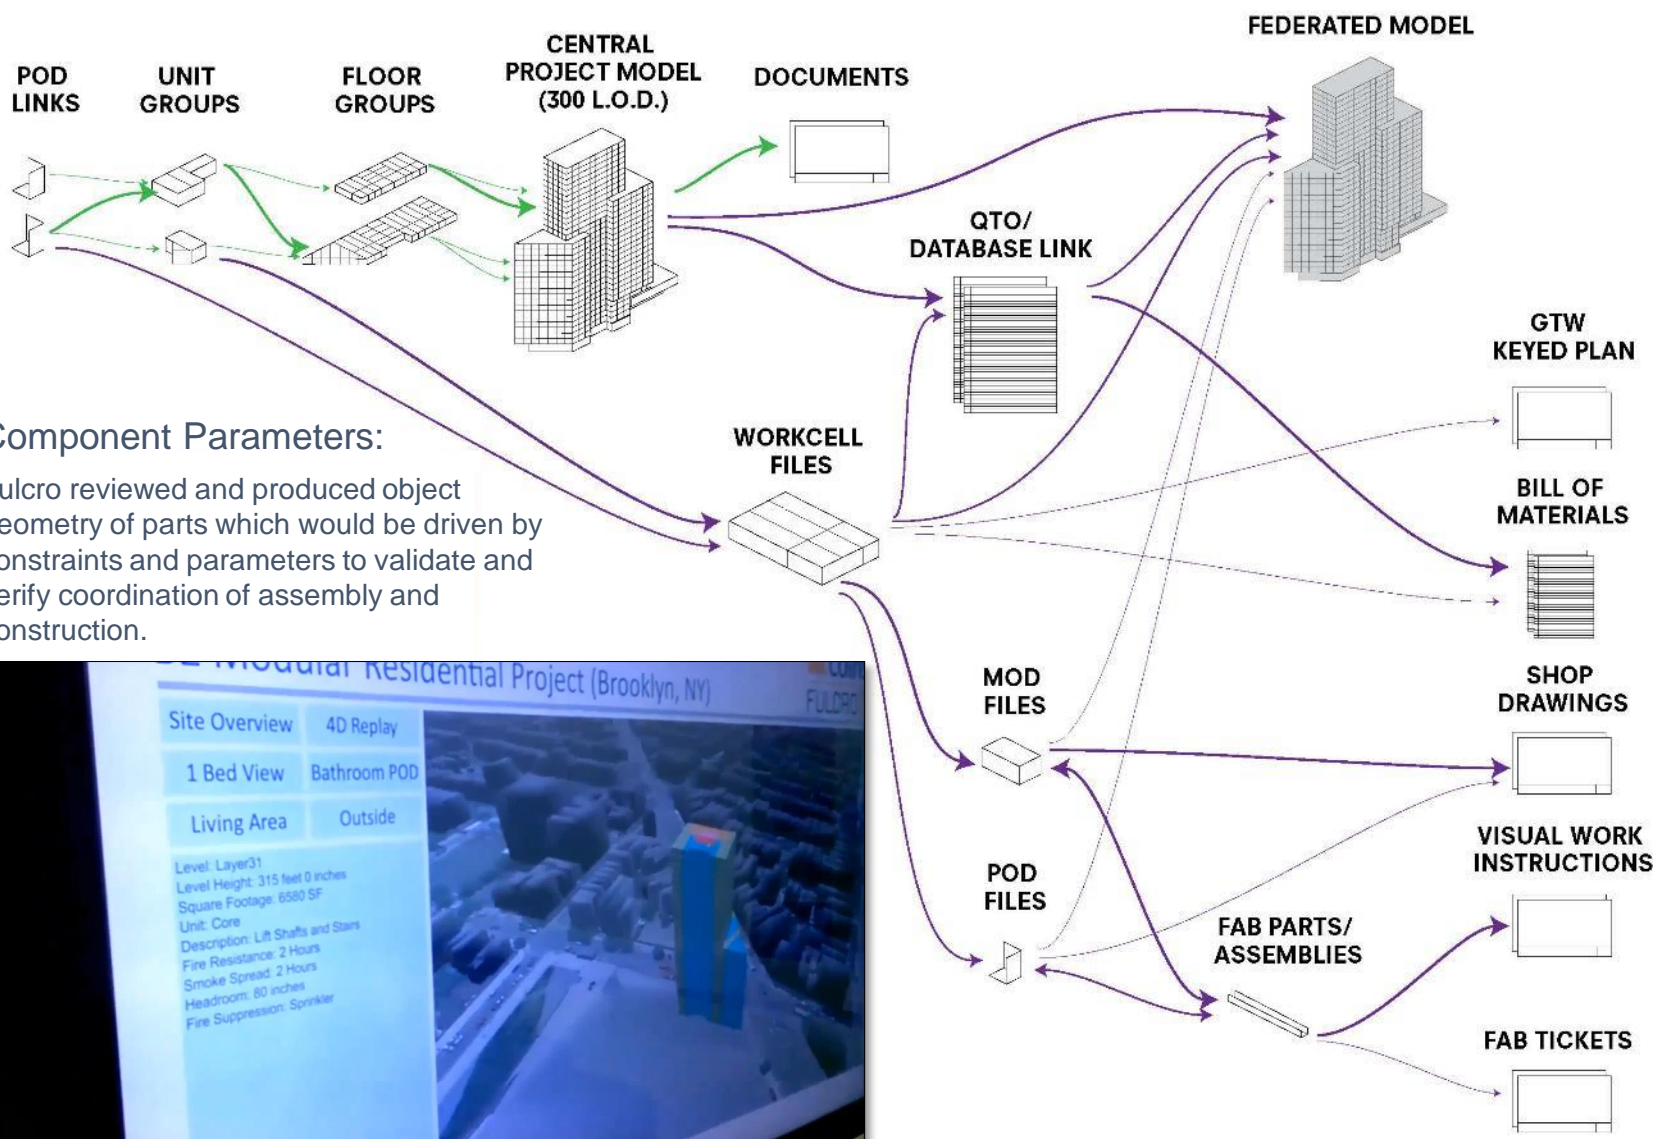 FEDERATED MODEL
CENTRAL
PROJECT MODEL
(300 L.O.D.)
POD
LINKS
UNIT
GROUPS
FLOOR
GROUPS
DOCUMENTS
QTO/
DATABASE LINK
GTW
KEYED PLAN
WORKCELL
FILES
BILL OF
MATERIALS
Component Parameters:
ulcro reviewed and produced object
eometry of parts which would be driven by
onstraints and parameters to validate and
erify coordination of assembly and
onstruction.
MOD
FILES
SHOP
DRAWINGS
POD
FILES
VISUAL WORK
INSTRUCTIONS
FAB PARTS/
ASSEMBLIES
FAB TICKETS
Modular Residential Project (Brooklyn, NY)
FULCRO
Site Overview
4D Replay
1 Bed View
Bathroom POD
Living Area
Outside
Level: Layer31
Level Height: 315 feet 0 inches
Square Footage: 6580 SF
Unit: Core
Description: Lift Shafts and Stairs
Fire Resistance: 2 Hours
Smoke Spread: 2 Hours
Headroom: 80 inches
Fire Suppression: Sprinkler